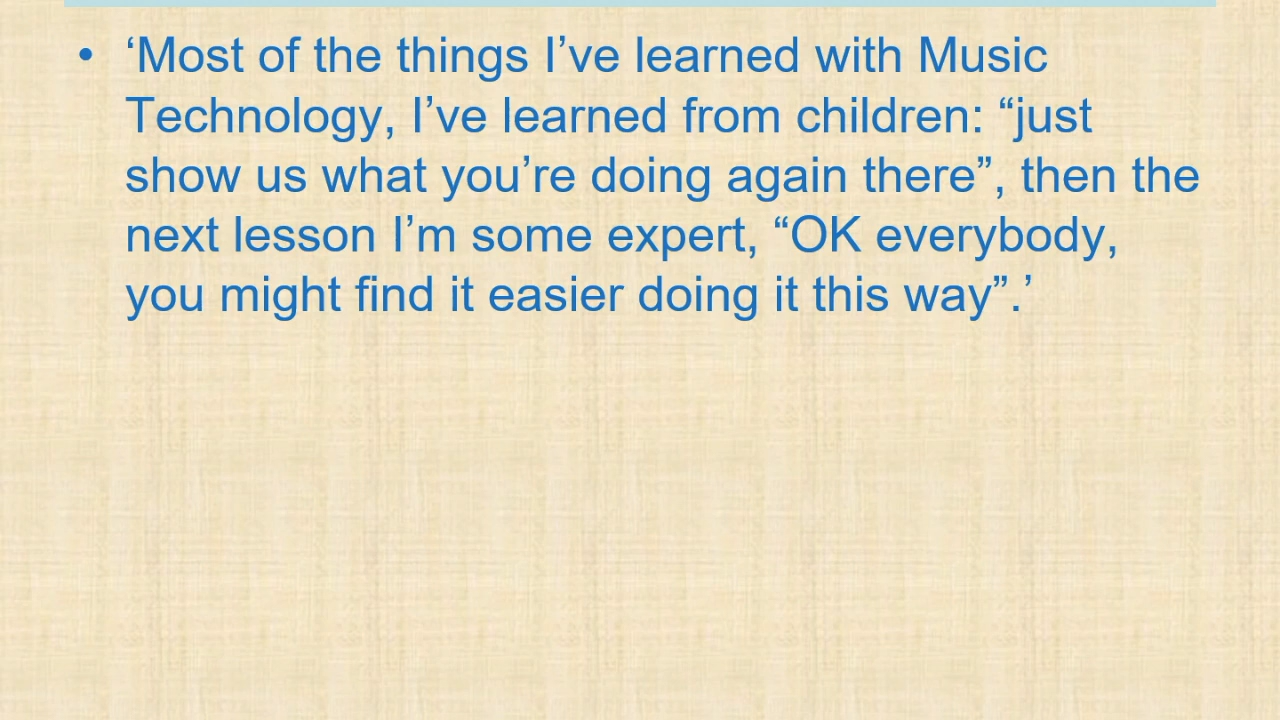 • ‘Most of the things I’ve learned with Music
Technology, I’ve learned from children: “just
show us what you’re doing again there”, then the
next lesson I’m some expert, “OK everybody,
you might find it easier doing it this way”.’